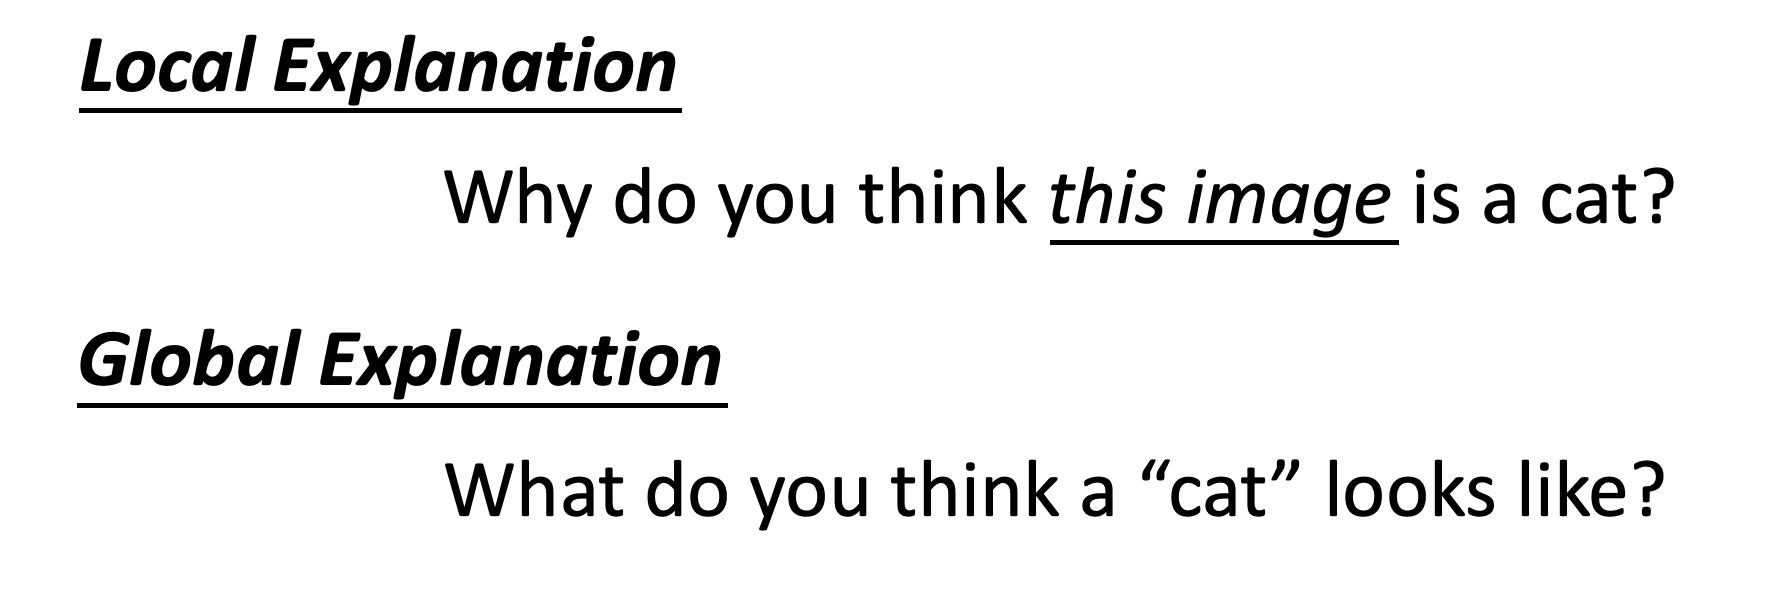 Local Explanation
Why do you think this image is a cat?
Global Explanation
What do you think a “cat” looks like?